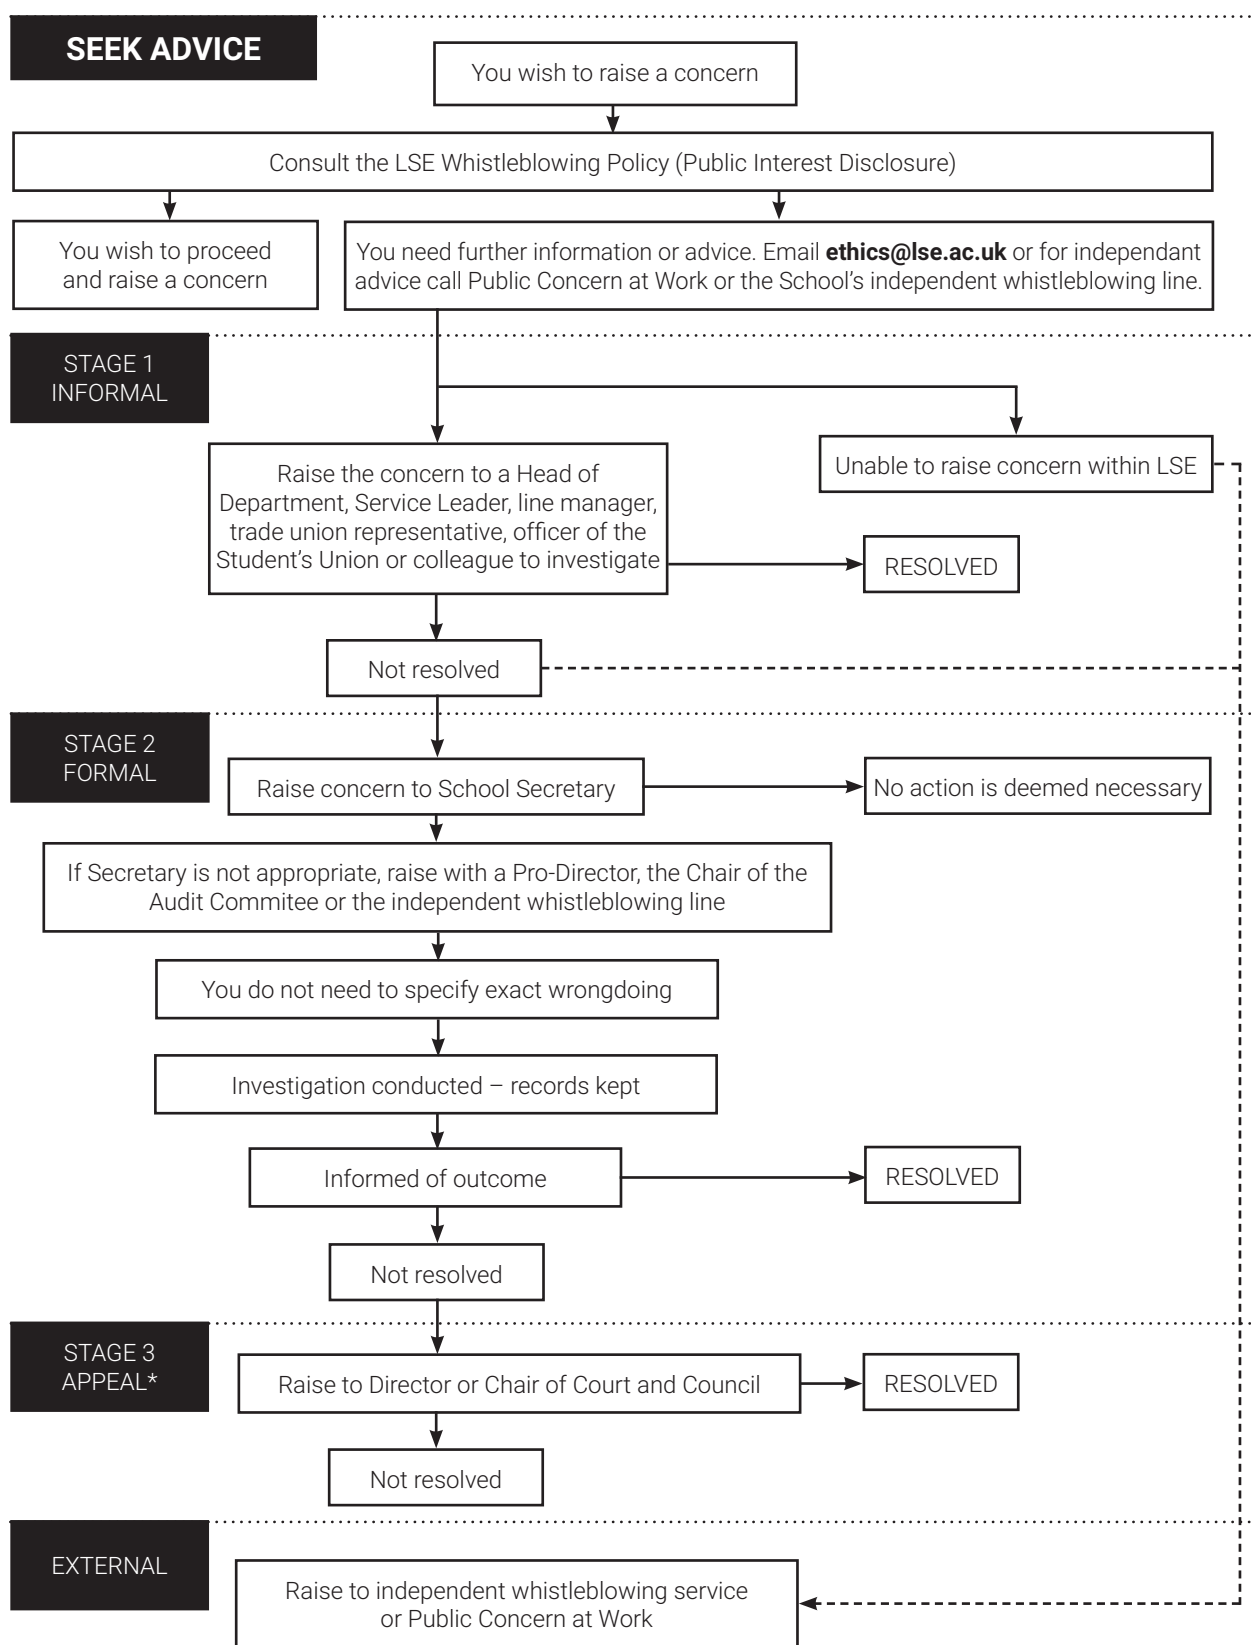 SEEK ADVICE
You wish to raise a concern
Consult the LSE Whistleblowing Policy (Public Interest Disclosure)
You wish to proceed
and raise a concern
You need further information or advice. Email ethics@lse.ac.uk or for independant
advice call Public Concern at Work or the School's independent whistleblowing line.
STAGE 1
INFORMAL
Raise the concern to a Head of
Department, Service Leader, line manager,
trade union representative, officer of the
Student's Union or colleague to investigate
Unable to raise concern within LSE
RESOLVED
Not resolved
STAGE 2
FORMAL
Raise concern to School Secretary
No action is deemed necessary
If Secretary is not appropriate, raise with a Pro-Director, the Chair of the
Audit Commitee or the independent whistleblowing line
You do not need to specify exact wrongdoing
Investigation conducted – records kept
Informed of outcome
RESOLVED
Not resolved
STAGE 3
APPEAL*
Raise to Director or Chair of Court and Council
RESOLVED
Not resolved
EXTERNAL
Raise to independent whistleblowing service
or Public Concern at Work